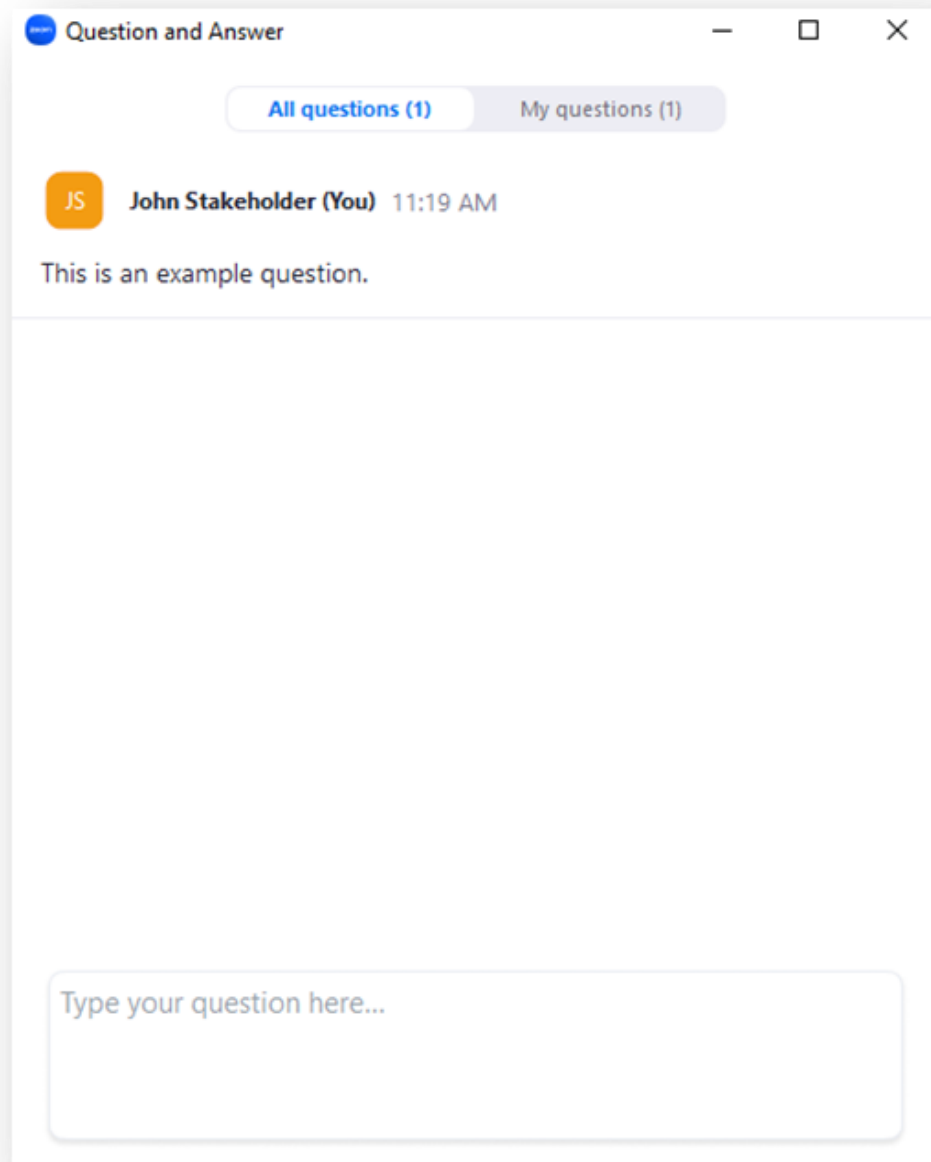 zoom
Question and Answer
All questions (1)
My questions (1)
JS
John Stakeholder (You) 11:19 AM
This is an example question.
Type your question here...